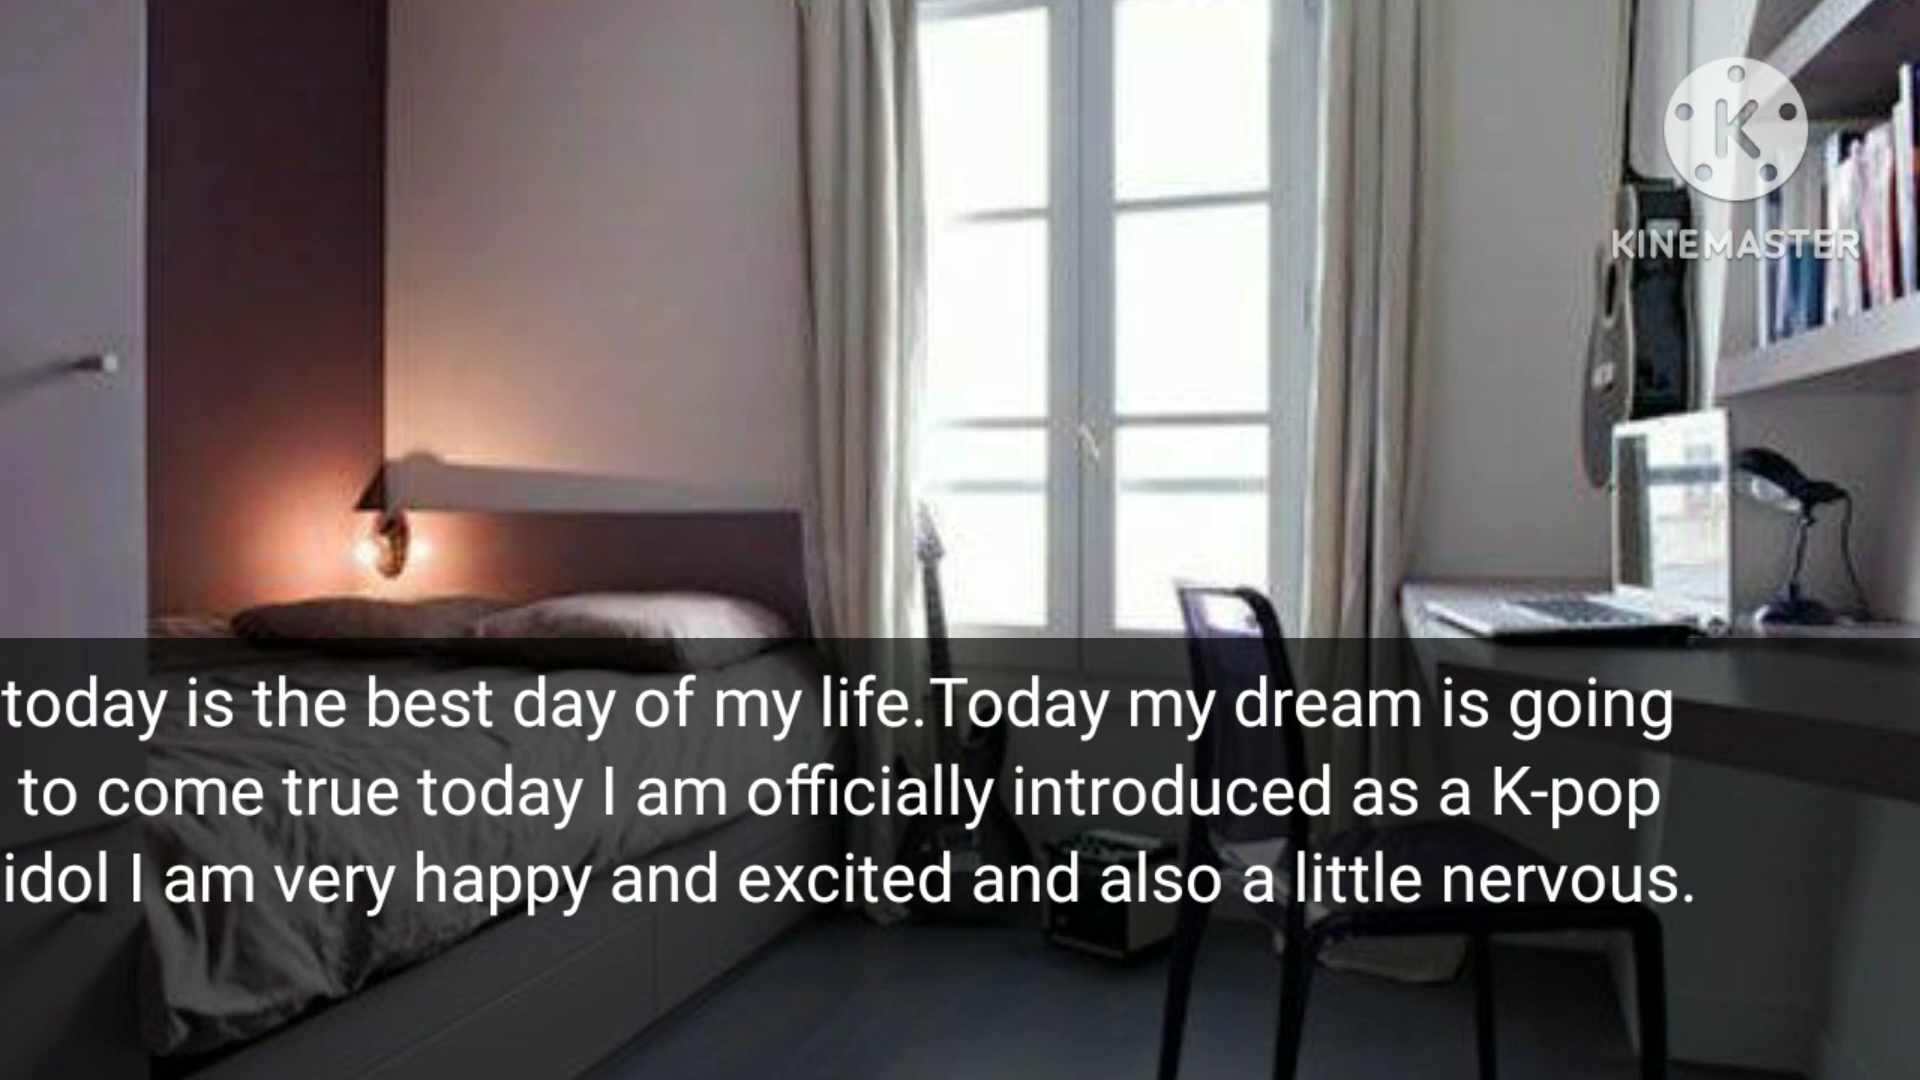 K
KINEMASTER
today is the best day of my life.Today my dream is going
to come true today I am officially introduced as a K-pop
idol I am very happy and excited and also a little nervous.